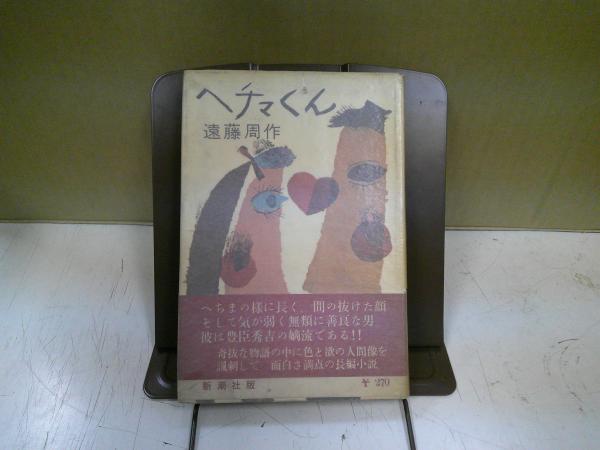 ヘチマくん
遠藤周作
へちまの様に長く、間の抜けた顔
そして気が弱く無類に善良な男
彼は豊臣秀吉の嫡流である!!
奇抜な物語の中に色と欲の人間像を
諷刺して 面白さ満点の長編小説
新潮社版
¥270